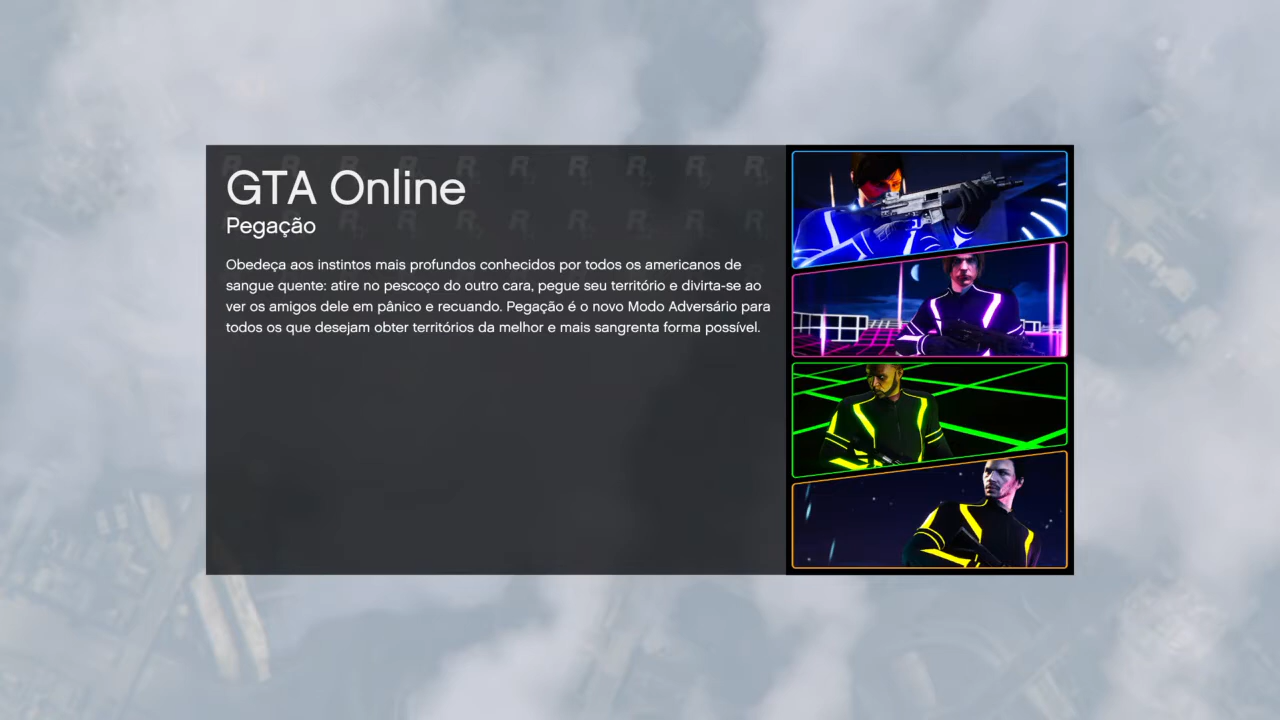 GTA Online
Pegação
Obedeça aos instintos mais profundos conhecidos por todos os americanos de
sangue quente: atire no pescoço do outro cara, pegue seu território e divirta-se ao
ver os amigos dele em pânico e recuando. Pegação é o novo Modo Adversário para
todos os que desejam obter territórios da melhor e mais sangrenta forma possível.